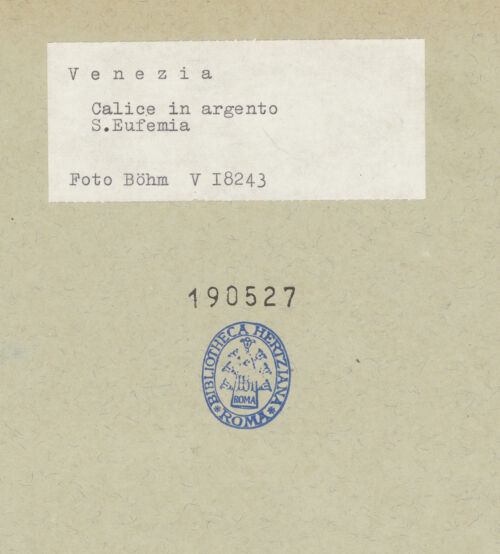 V e n e z i a
Calice in argento
S.Eufemia
Foto Böhm V I8243
190527
BIBLIOTHECA HERTZIANA
ROMA
*ROMA*